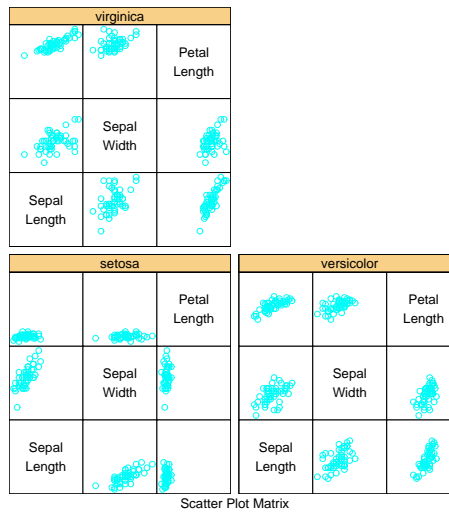 virginica
Petal
Length
Sepal
Width
Sepal
Length
setosa
Petal
Length
Sepal
Width
Sepal
Length
versicolor
Petal
Length
Sepal
Width
Sepal
Length
Scatter Plot Matrix